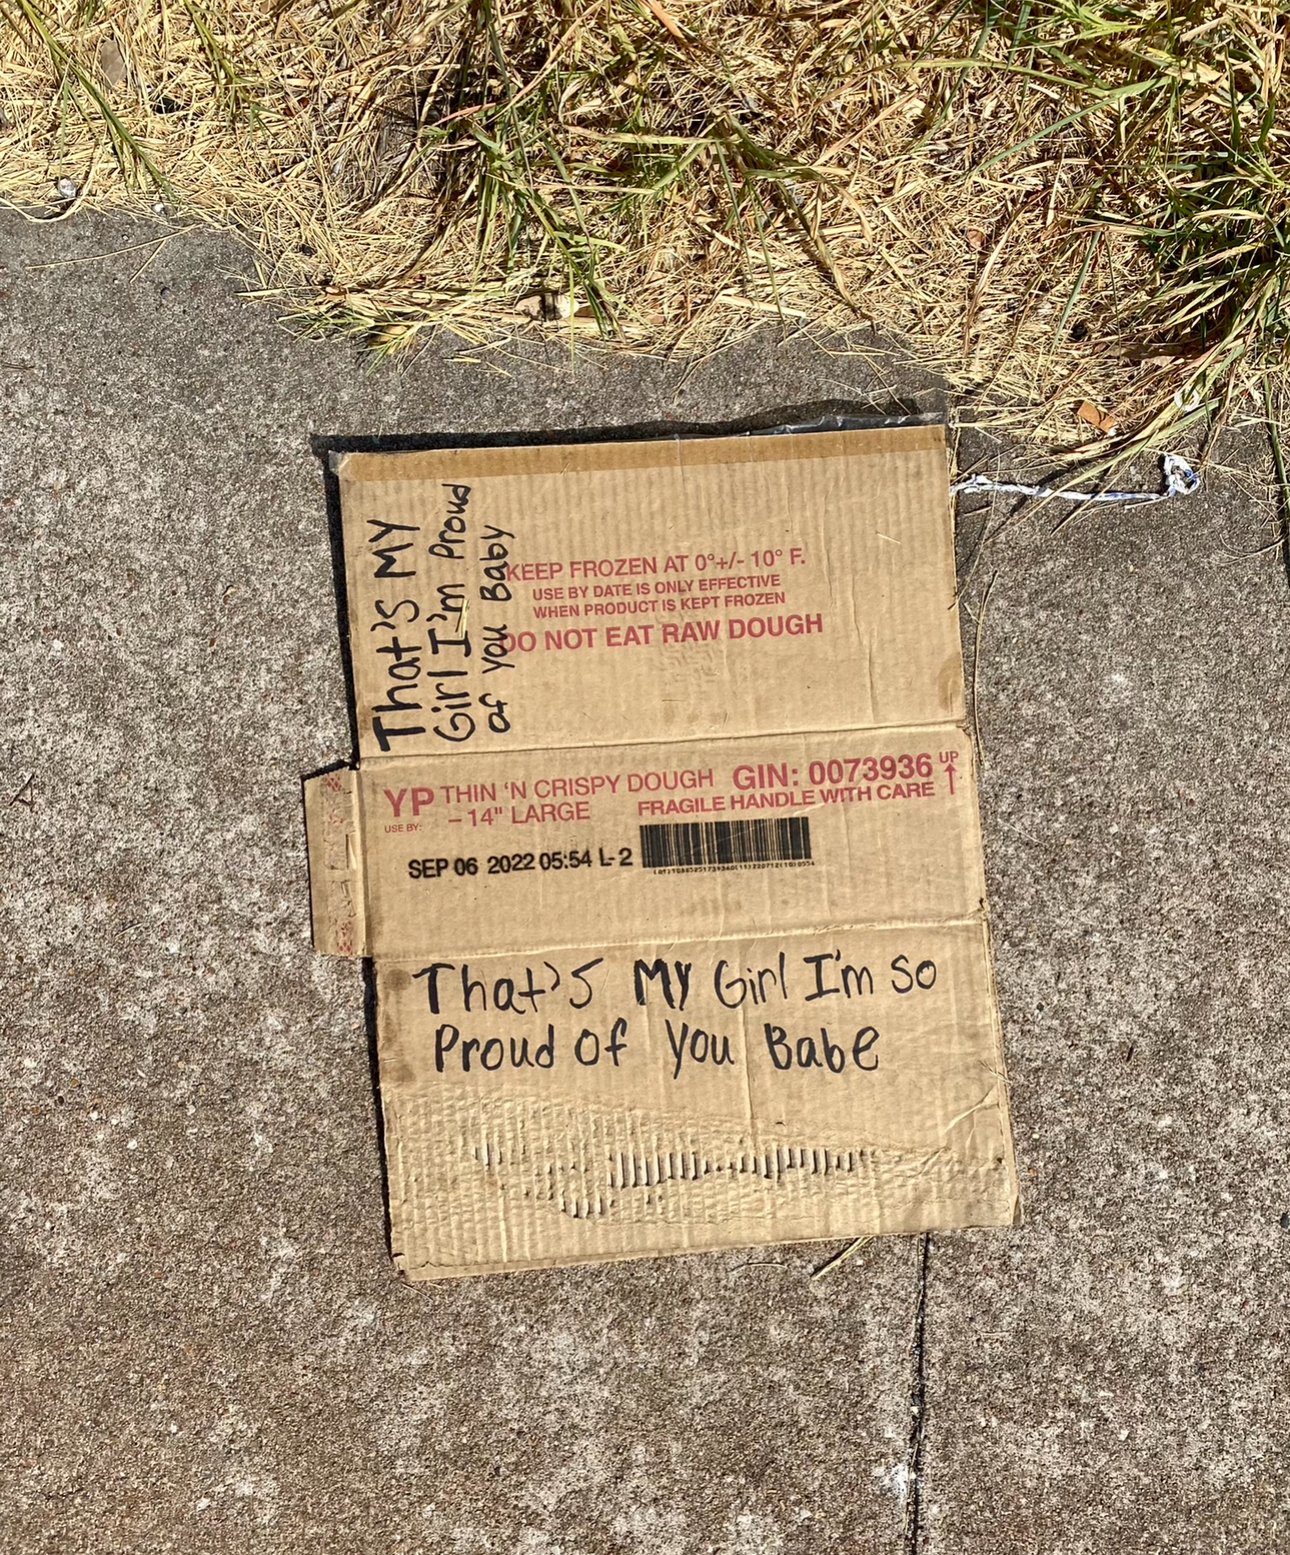 That's MY
Girl I'm Proud
of you Baby
KEEP FROZEN AT 0°+/- 10° F.
USE BY DATE IS ONLY EFFECTIVE
WHEN PRODUCT IS KEPT FROZEN
DO NOT EAT RAW DOUGH
YP THIN 'N CRISPY DOUGH GIN: 0073936 UP
- 14" LARGE FRAGILE HANDLE WITH CARE
USE BY:
SEP 06 2022 05:54 L-2
That's MY Girl I'm so
Proud of you Babe